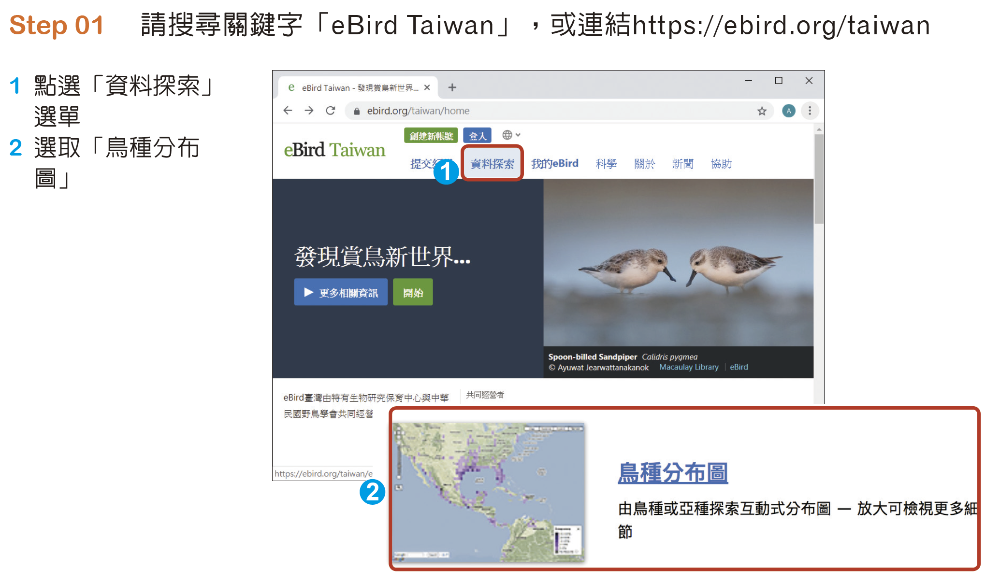 Step 01 請搜尋關鍵字「eBird Taiwan」，或連結https://ebird.org/taiwan
1 點選「資料探索」
選單
2 選取「鳥種分布
圖」
eBird Taiwan - 發現賞鳥新世界...
ebird.org/taiwan/home
A
創建新帳號 登入
eBird Taiwan
提交 資料探索 我的eBird 科學 關於 新聞 協助
1
發現賞鳥新世界...
更多相關資訊 開始
Spoon-billed Sandpiper Calidris pygmea
© Ayuwat Jearwattanakanok Macaulay Library eBird
eBird臺灣由特有生物研究保育中心與中華
民國野鳥學會共同經營
共同經營者
https://ebird.org/taiwan/e
2
鳥種分布圖
由鳥種或亞種探索互動式分布圖 — 放大可檢視更多細
節